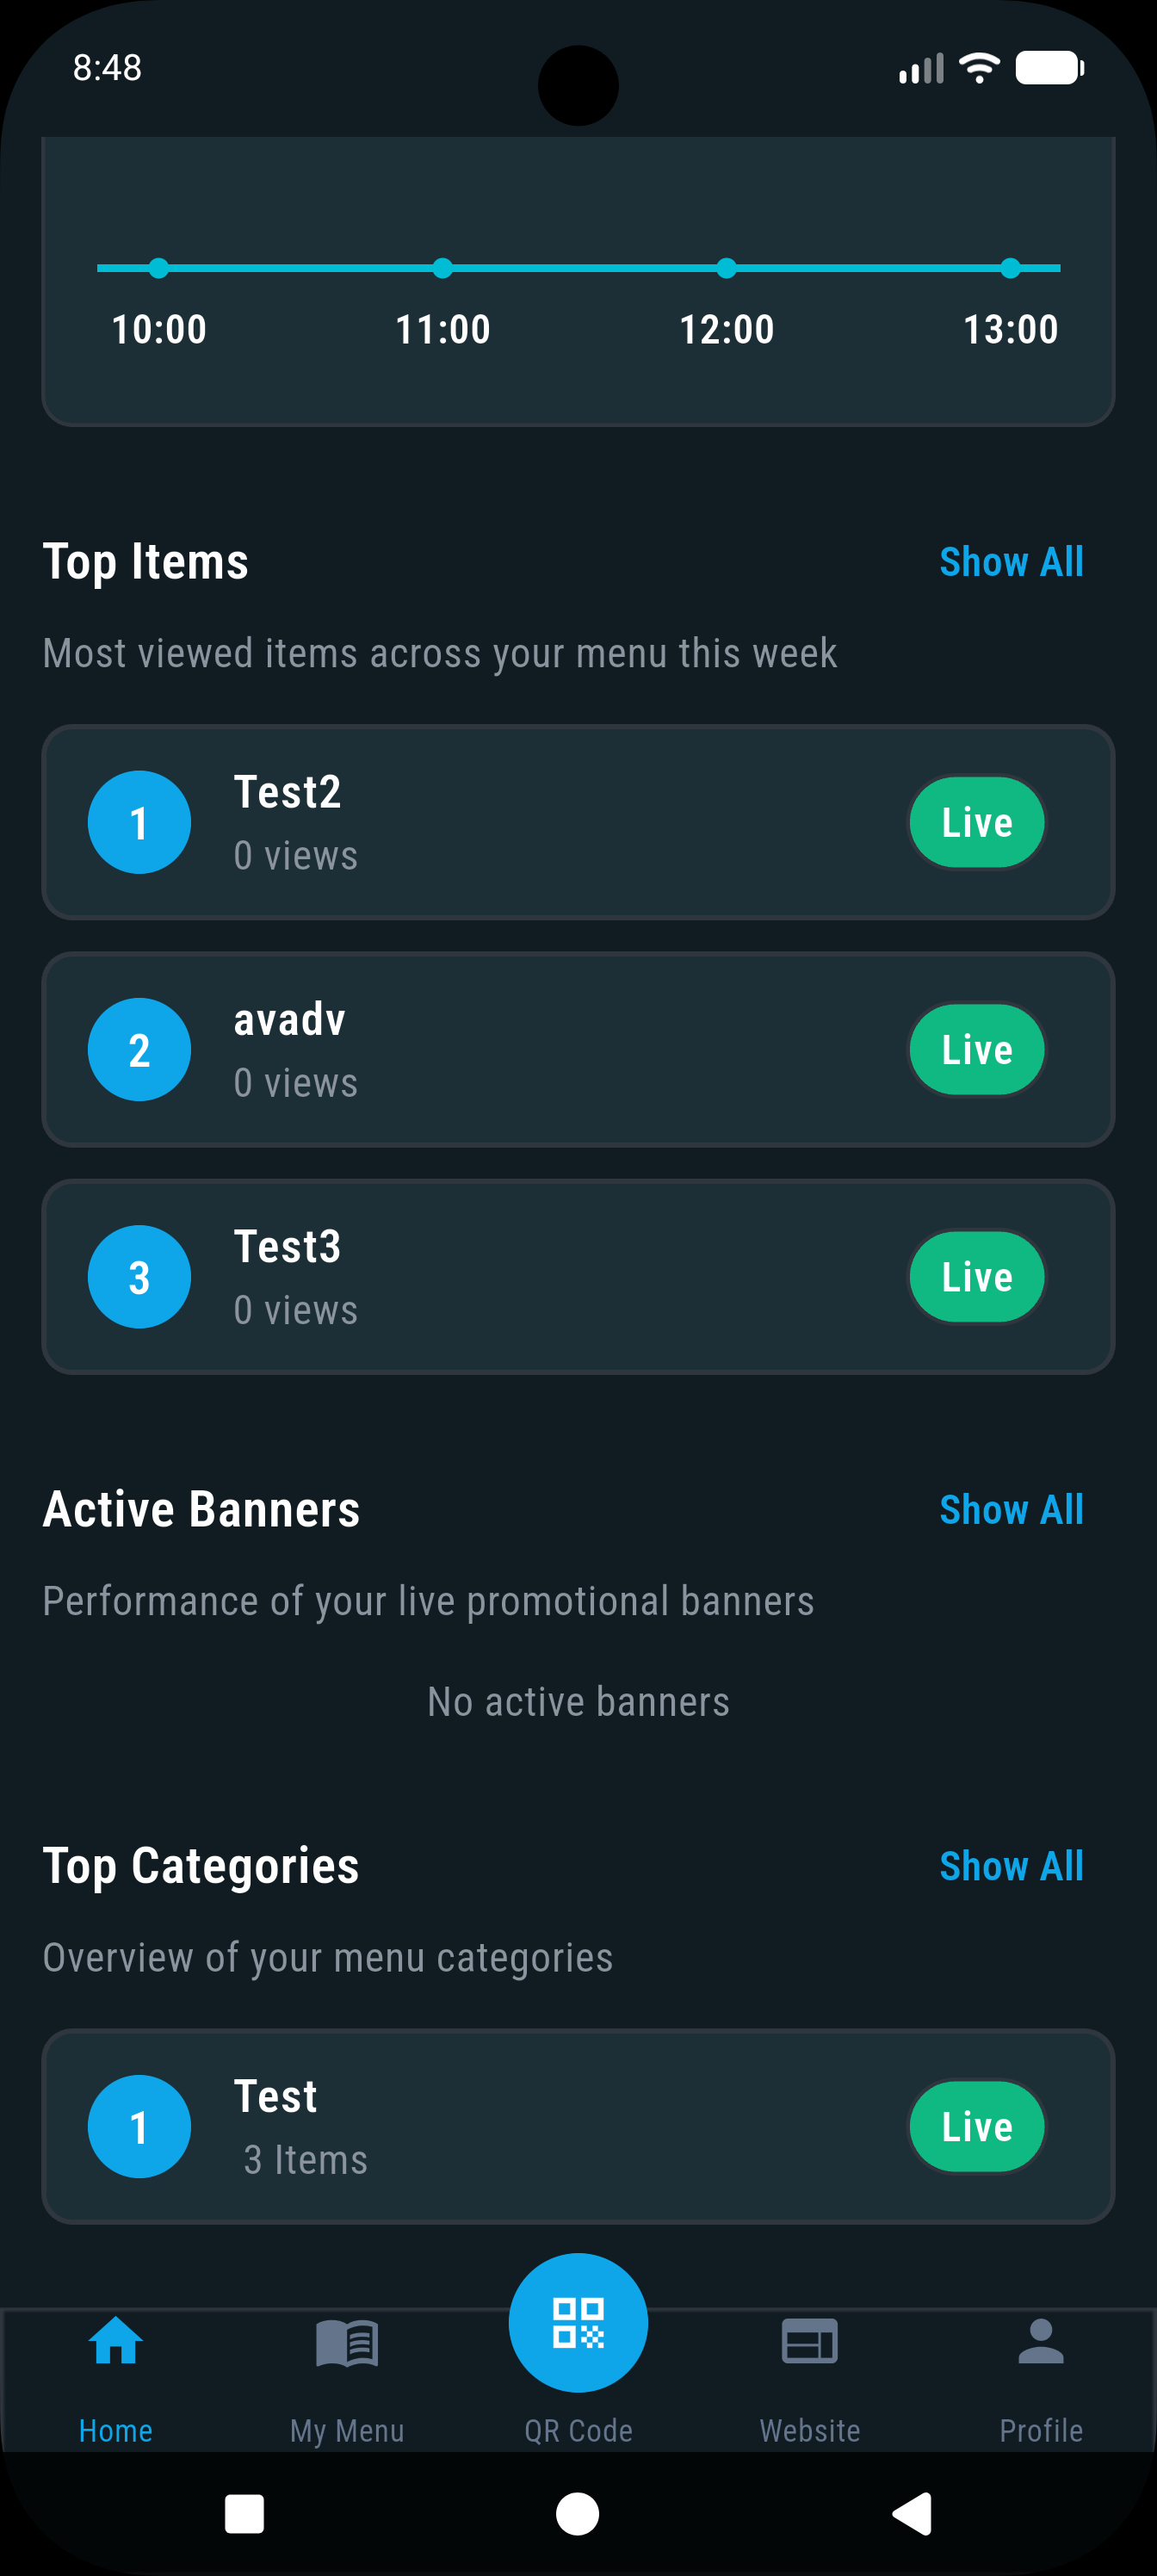 8:48
10:00 11:00 12:00 13:00
Top Items Show All
Most viewed items across your menu this week
1 Test2 Live
0 views
2 avadv Live
0 views
3 Test3 Live
0 views
Active Banners Show All
Performance of your live promotional banners
No active banners
Top Categories Show All
Overview of your menu categories
1 Test Live
3 Items
Home My Menu QR Code Website Profile